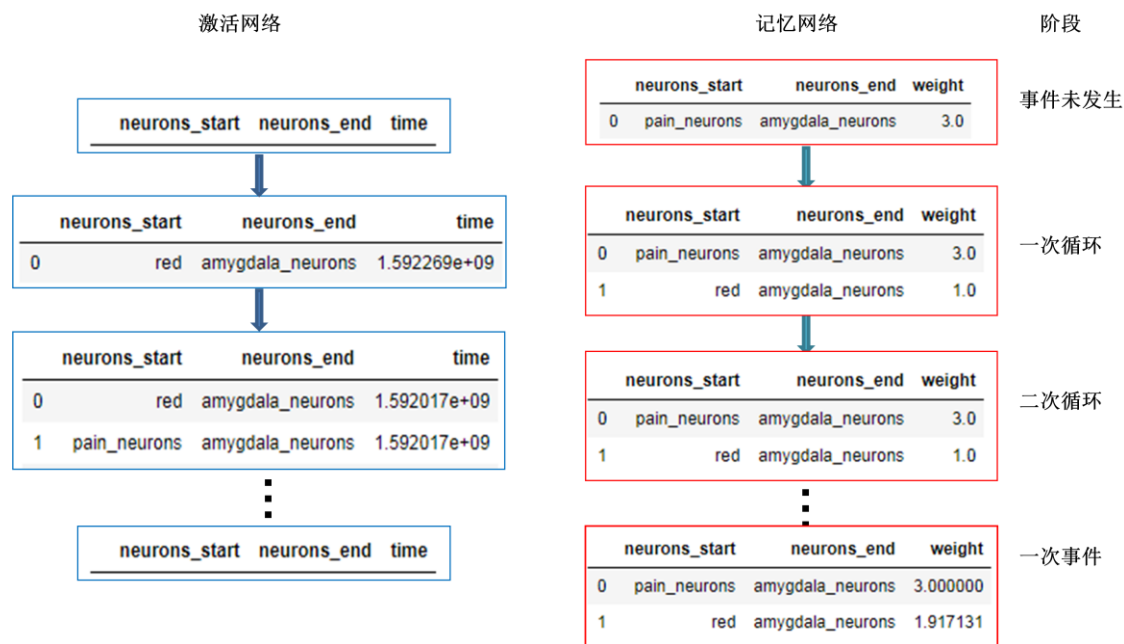 激活网络
记忆网络
阶段
neurons_start neurons_end time
neurons_start neurons_end weight
0 pain_neurons amygdala_neurons 3.0
事件未发生
neurons_start neurons_end time
0 red amygdala_neurons 1.592269e+09
neurons_start neurons_end weight
0 pain_neurons amygdala_neurons 3.0
1 red amygdala_neurons 1.0
一次循环
neurons_start neurons_end time
0 red amygdala_neurons 1.592017e+09
1 pain_neurons amygdala_neurons 1.592017e+09
neurons_start neurons_end weight
0 pain_neurons amygdala_neurons 3.0
1 red amygdala_neurons 1.0
二次循环
neurons_start neurons_end time
neurons_start neurons_end weight
0 pain_neurons amygdala_neurons 3.000000
1 red amygdala_neurons 1.917131
一次事件